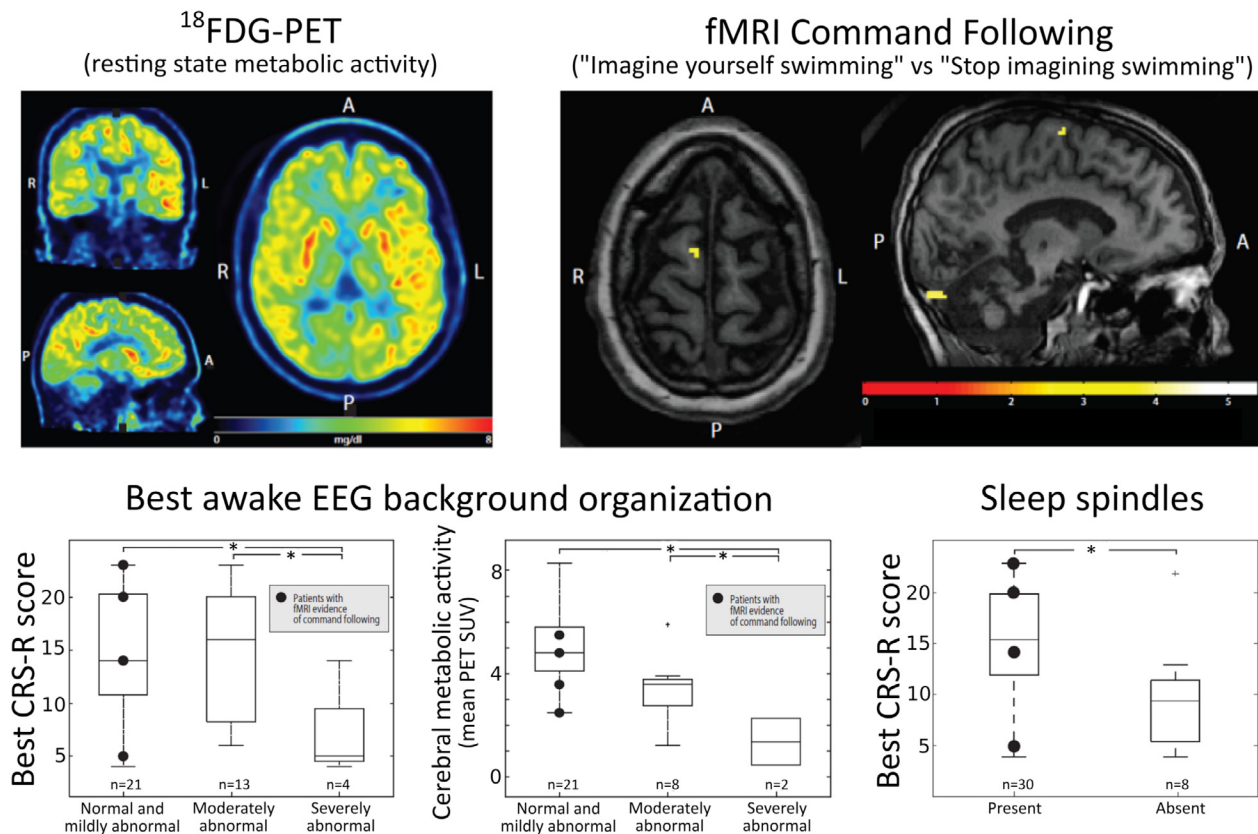 ¹⁸FDG-PET
(resting state metabolic activity)
A
R
L
P
A
R
L
P
0
mg/dl
8
fMRI Command Following
("Imagine yourself swimming" vs "Stop imagining swimming")
A
R
L
P
P
A
0 1 2 3 4 5
Best awake EEG background organization
Best CRS-R score
20
15
10
5
*
*
Patients with
fMRI evidence
of command following
n=21 n=13 n=4
Normal and
mildly abnormal
Moderately
abnormal
Severely
abnormal
Cerebral metabolic activity
(mean PET SUV)
8
4
0
*
*
Patients with
fMRI evidence
of command following
n=21 n=8 n=2
Normal and
mildly abnormal
Moderately
abnormal
Severely
abnormal
Sleep spindles
Best CRS-R score
20
15
10
5
*
n=30 n=8
Present Absent